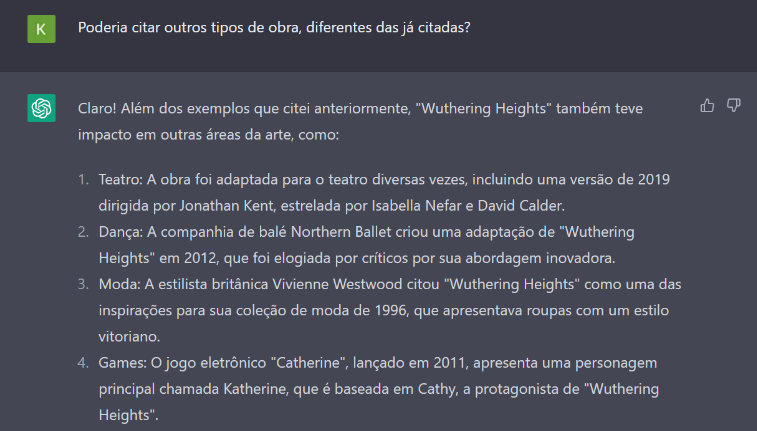 K
Poderia citar outros tipos de obra, diferentes das já citadas?
Claro! Além dos exemplos que citei anteriormente, "Wuthering Heights" também teve
impacto em outras áreas da arte, como:
1. Teatro: A obra foi adaptada para o teatro diversas vezes, incluindo uma versão de 2019
dirigida por Jonathan Kent, estrelada por Isabella Nefar e David Calder.
2. Dança: A companhia de balé Northern Ballet criou uma adaptação de "Wuthering
Heights" em 2012, que foi elogiada por críticos por sua abordagem inovadora.
3. Moda: A estilista britânica Vivienne Westwood citou "Wuthering Heights" como uma das
inspirações para sua coleção de moda de 1996, que apresentava roupas com um estilo
vitoriano.
4. Games: O jogo eletrônico "Catherine", lançado em 2011, apresenta uma personagem
principal chamada Katherine, que é baseada em Cathy, a protagonista de "Wuthering
Heights".